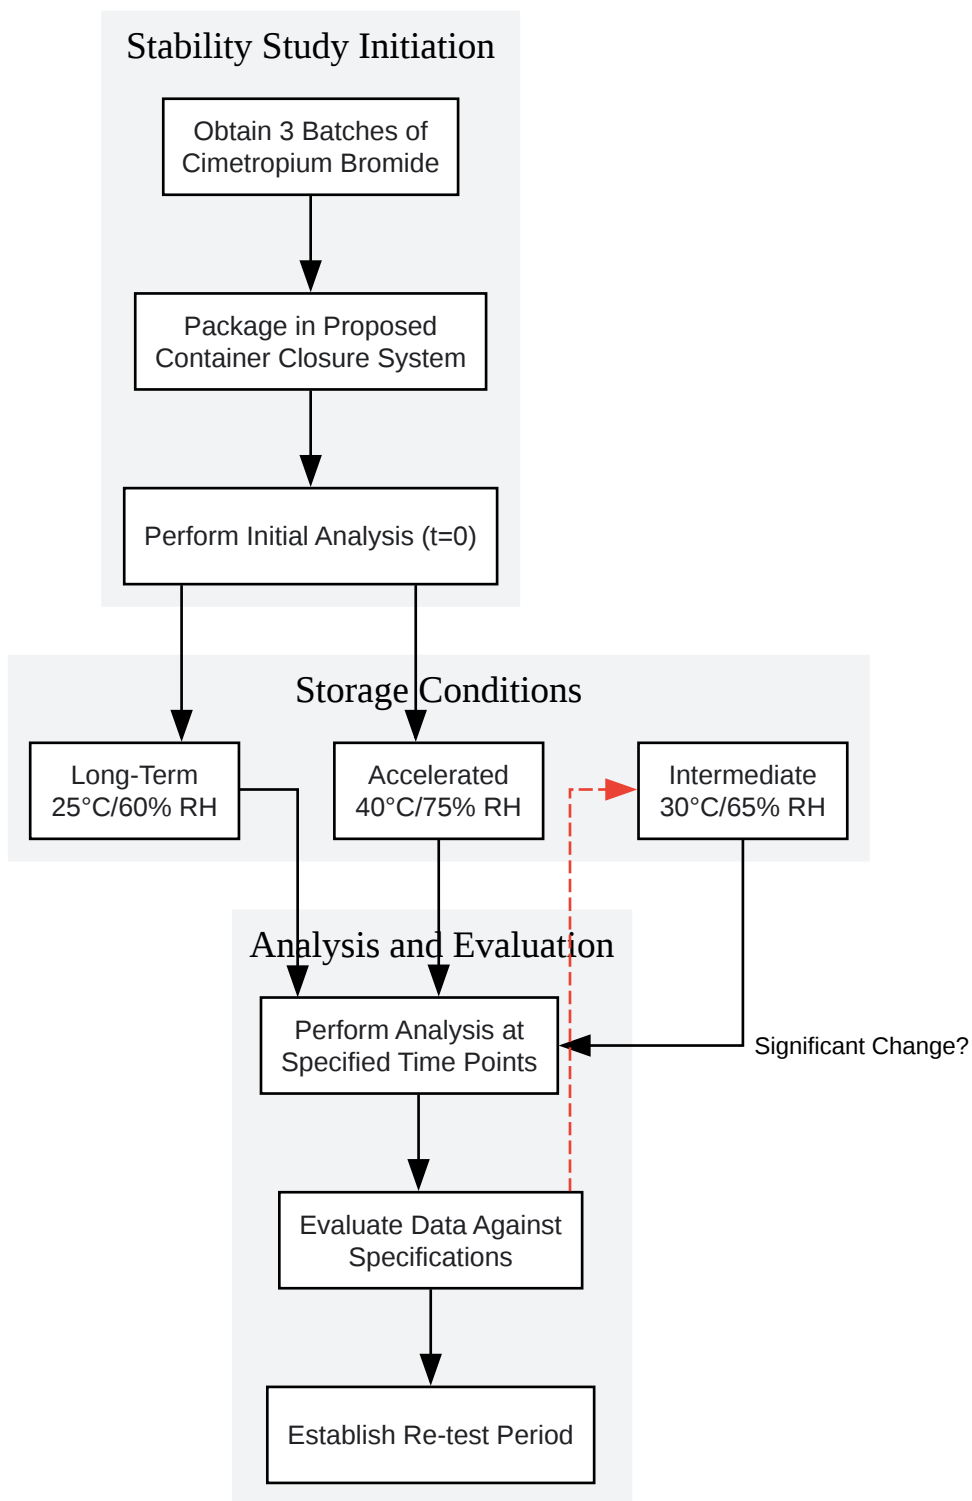 Stability Study Initiation
Obtain 3 Batches of
Cimetropium Bromide
Package in Proposed
Container Closure System
Perform Initial Analysis (t=0)
Storage Conditions
Long-Term
25°C/60% RH
Accelerated
40°C/75% RH
Intermediate
30°C/65% RH
Analysis and Evaluation
Perform Analysis at
Specified Time Points
Significant Change?
Evaluate Data Against
Specifications
Establish Re-test Period